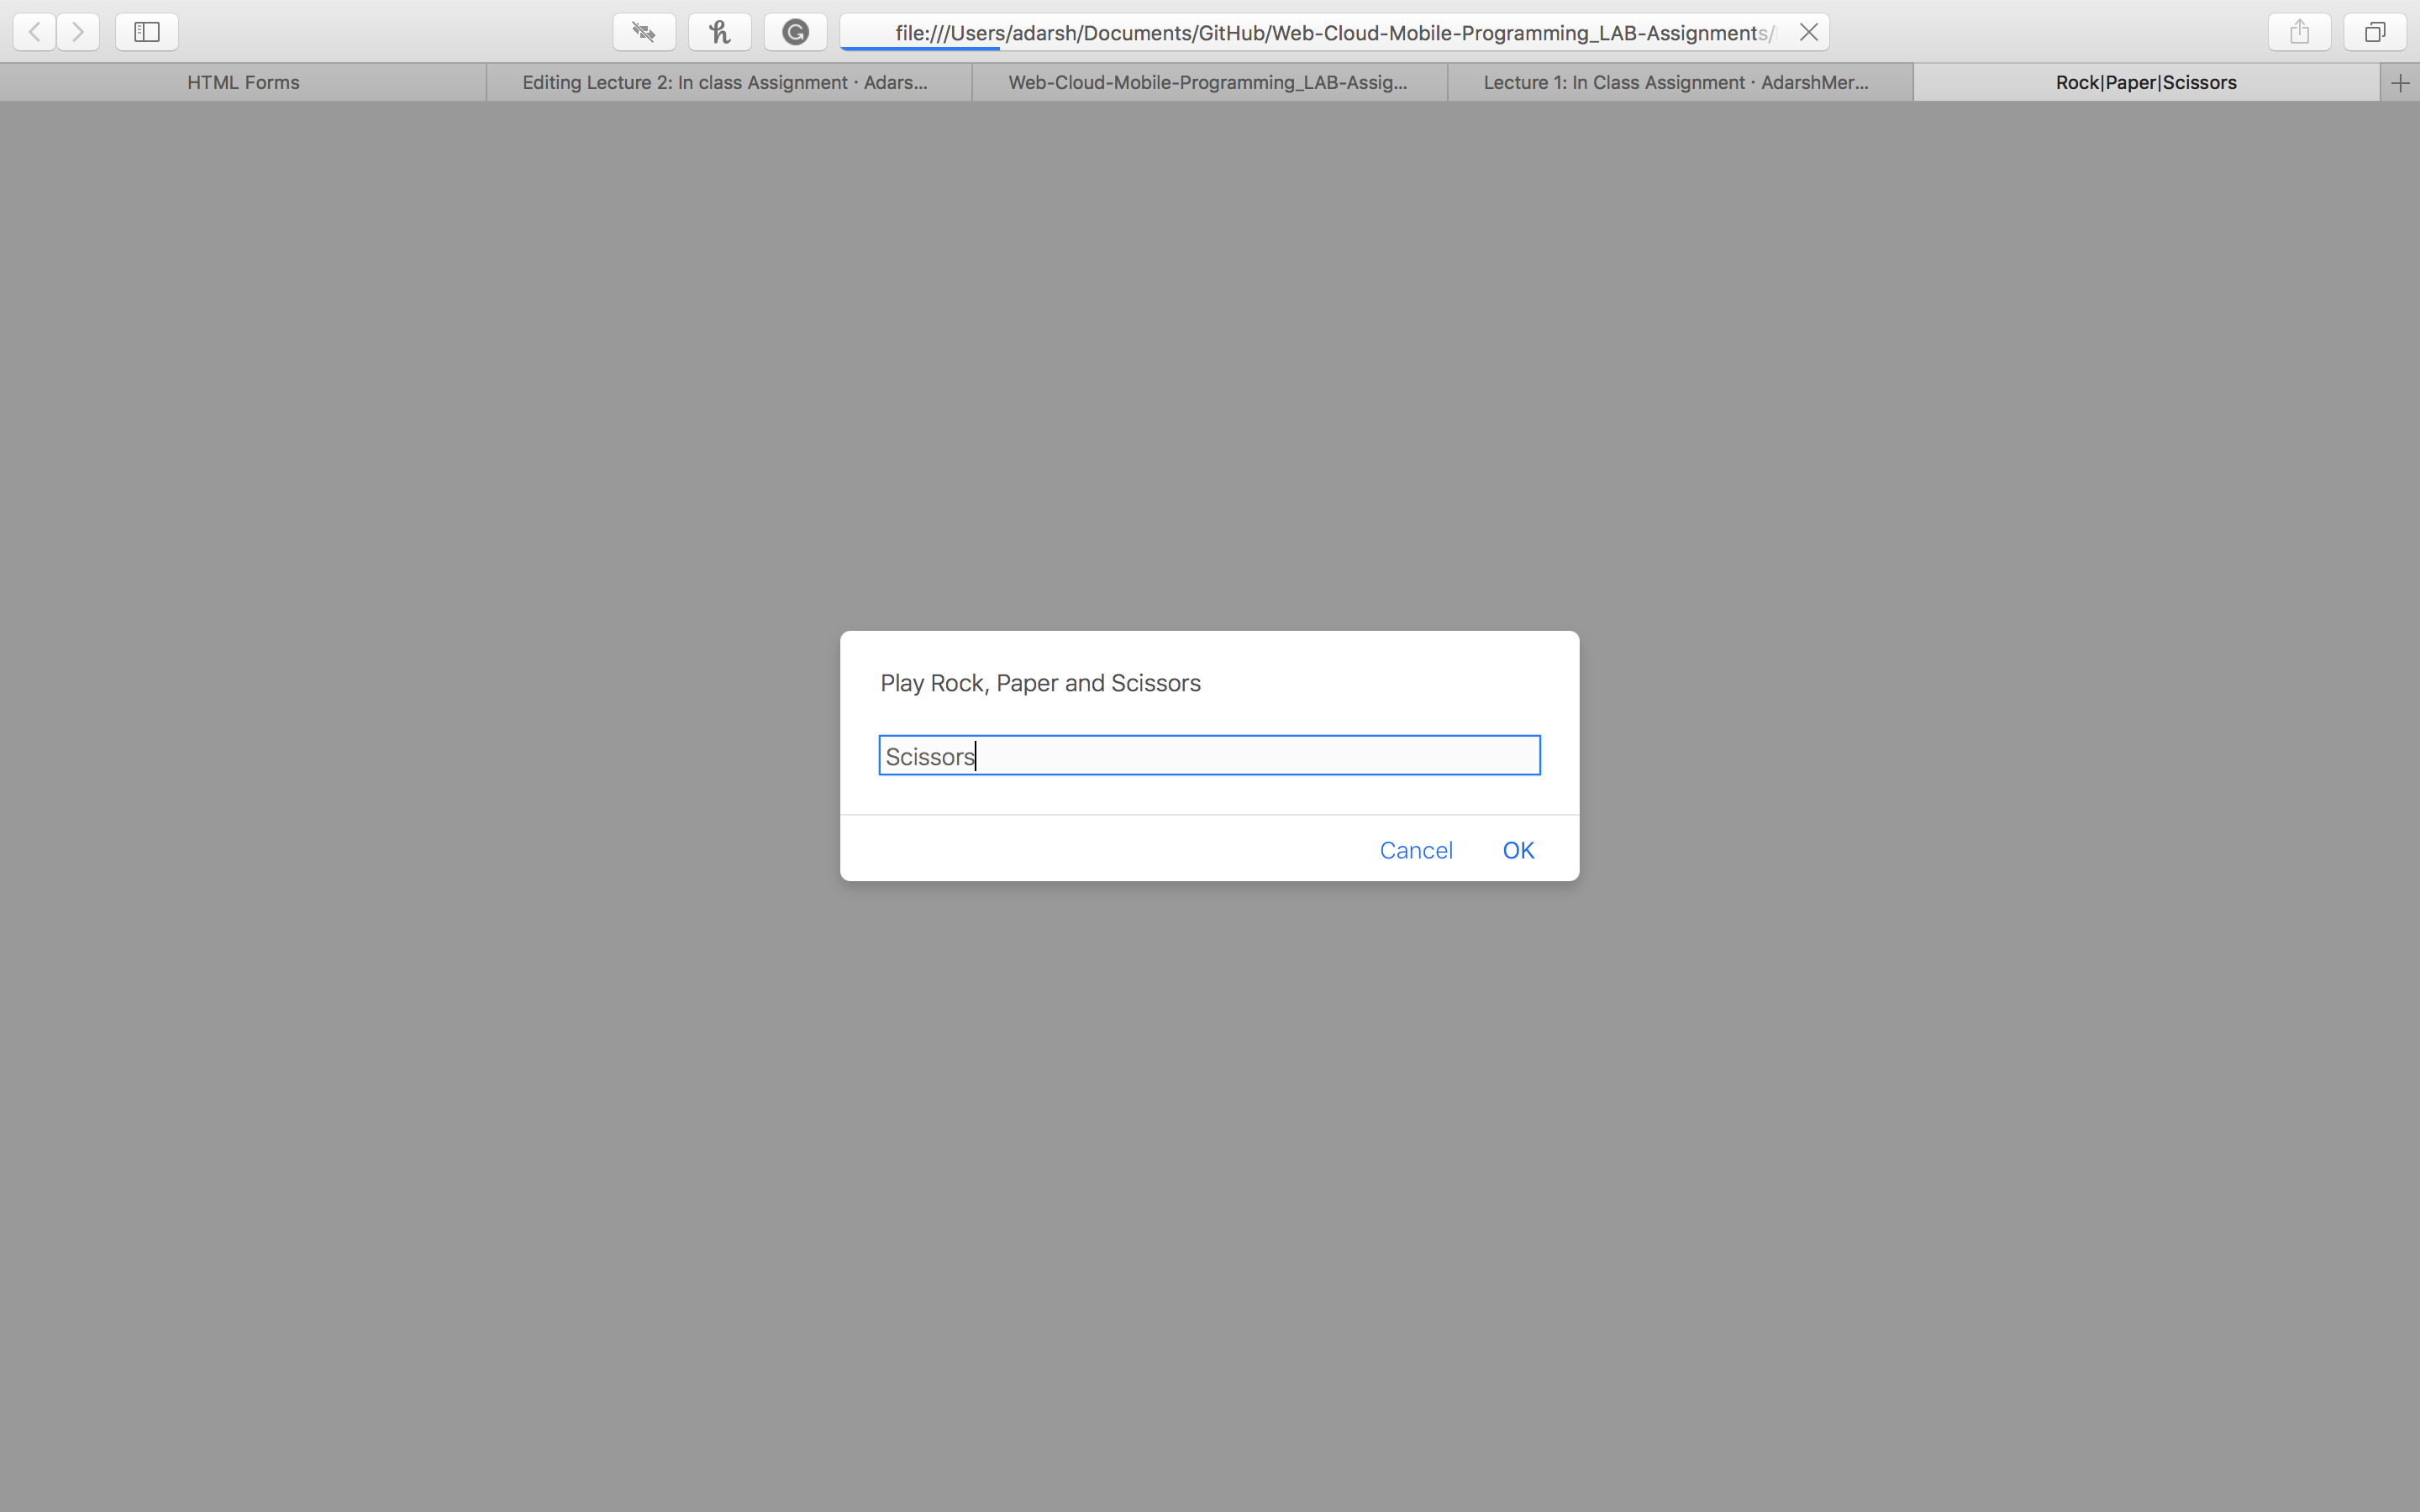 file:///Users/adarsh/Documents/GitHub/Web-Cloud-Mobile-Programming_LAB-Assignments/
HTML Forms
Editing Lecture 2: In class Assignment · Adars...
Web-Cloud-Mobile-Programming_LAB-Assig...
Lecture 1: In Class Assignment · AdarshMer...
Rock|Paper|Scissors
Play Rock, Paper and Scissors
Scissors
Cancel OK